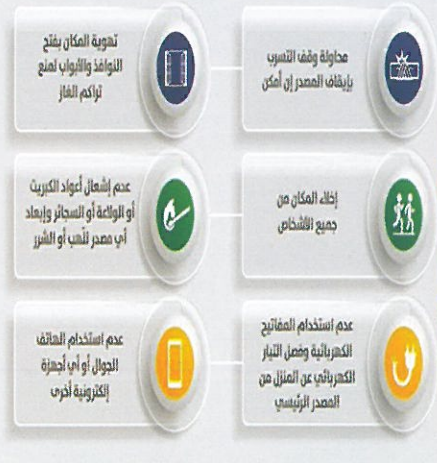 محاولة وقف التسرب
بإيقاف المصدر إن أمكن
تهوية المكان بفتح
النوافذ والأبواب لمنع
تراكم الغاز
إخلاء المكان من
جميع الأشخاص
عدم إشعال أعواد الكبريت
أو الولاعة أو السجائر وإبعاد
أي مصدر للهب أو الشرر
عدم استخدام المفاتيح
الكهربائية وفصل التيار
الكهربائي عن المنزل من
المصدر الرئيسي
عدم استخدام الهاتف
الجوال أو أي أجهزة
إلكترونية أخرى